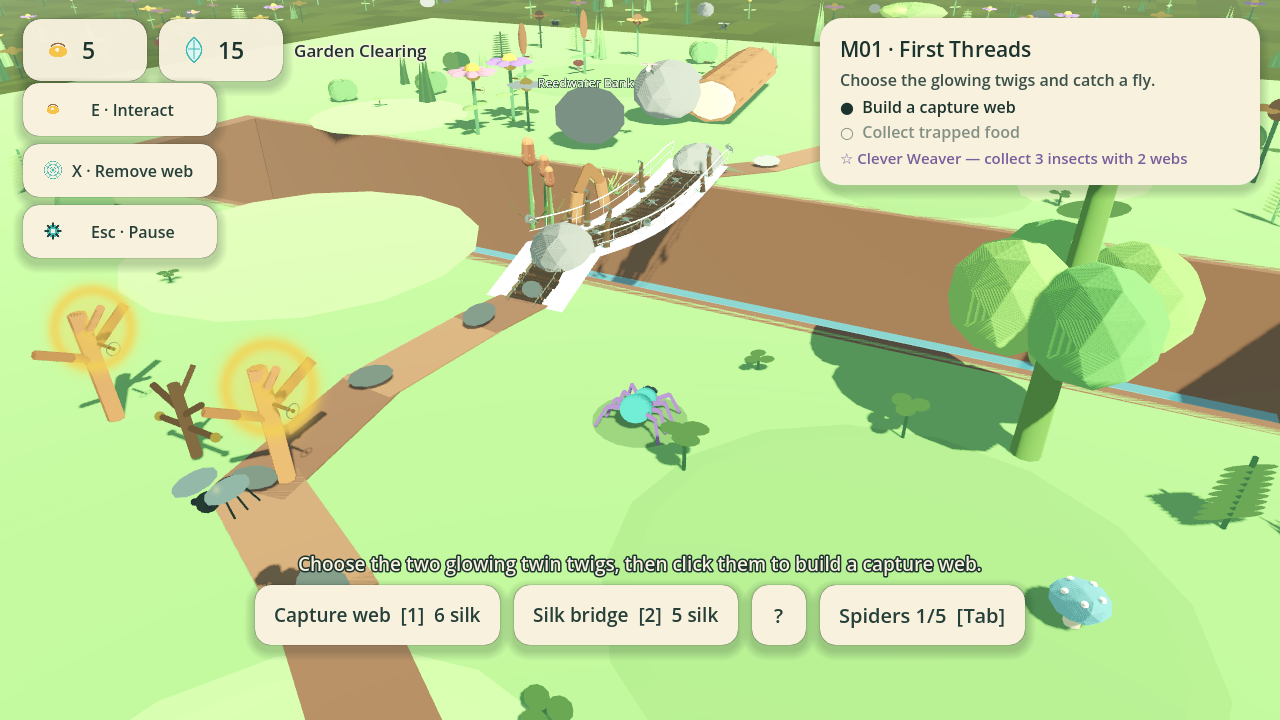 5
15
Garden Clearing
E · Interact
X · Remove web
Esc · Pause
M01 · First Threads
Choose the glowing twigs and catch a fly.
Build a capture web
Collect trapped food
☆ Clever Weaver — collect 3 insects with 2 webs
Reedwater Bank
Choose the two glowing twin twigs, then click them to build a capture web.
Capture web [1] 6 silk
Silk bridge [2] 5 silk
?
Spiders 1/5 [Tab]